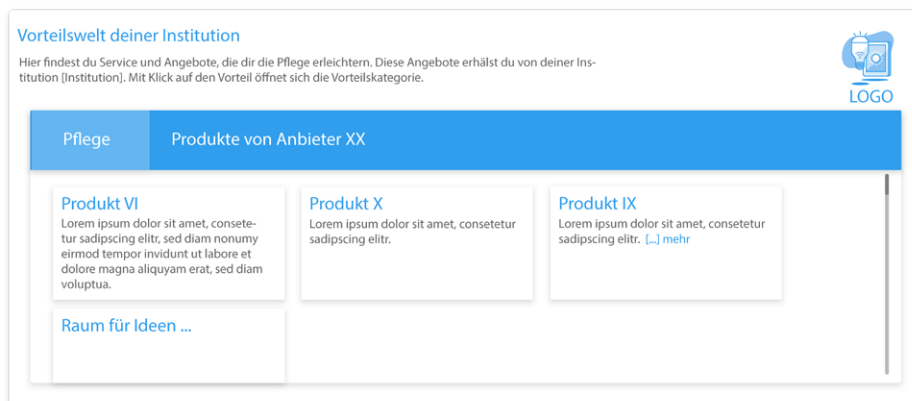 Vorteilswelt deiner Institution
Hier findest du Service und Angebote, die dir die Pflege erleichtern. Diese Angebote erhälst du von deiner Ins-
titution [Institution]. Mit Klick auf den Vorteil öffnet sich die Vorteilskategorie.
LOGO
Pflege
Produkte von Anbieter XX
Produkt VI
Lorem ipsum dolor sit amet, consete-
tur sadipscing elitr, sed diam nonumy
eirmod tempor invidunt ut labore et
dolore magna aliquyam erat, sed diam
voluptua.
Produkt X
Lorem ipsum dolor sit amet, consetetur
sadipscing elitr.
Produkt IX
Lorem ipsum dolor sit amet, consetetur
sadipscing elitr. [...] mehr
Raum für Ideen ...